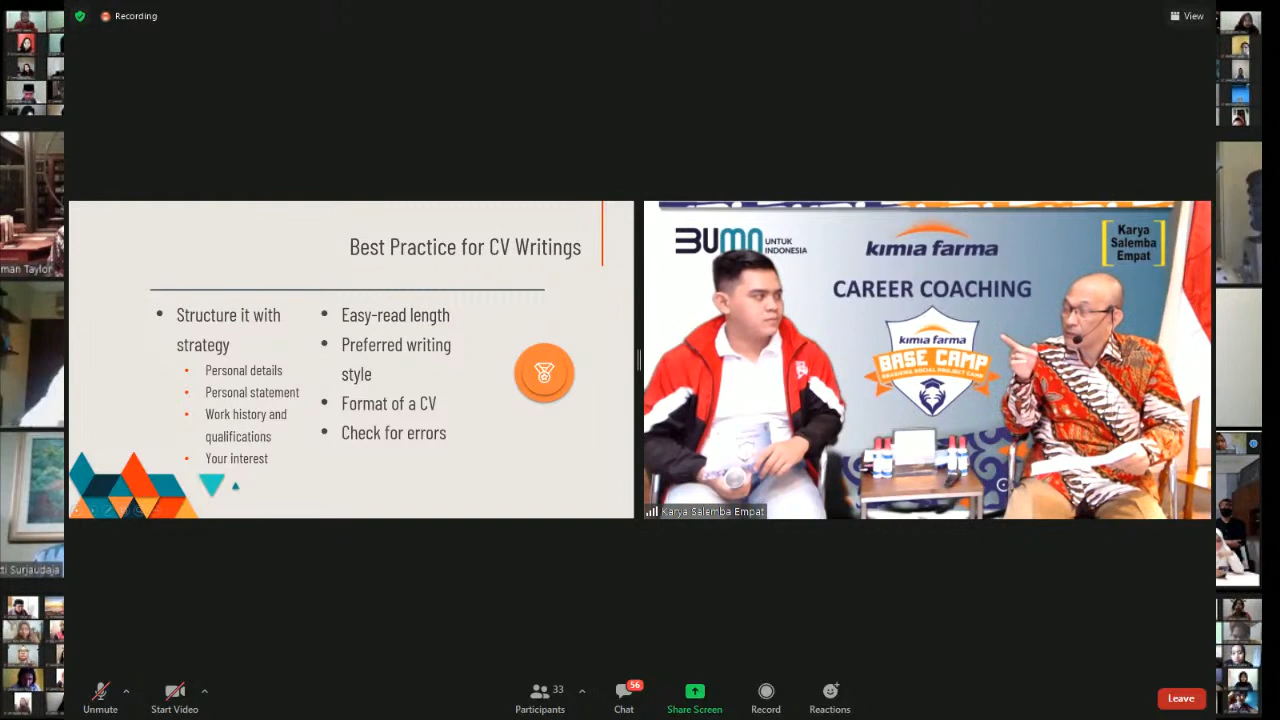 Recording
View
Best Practice for CV Writings
Structure it with
strategy
Personal details
Personal statement
Work history and
qualifications
Your interest
Easy-read length
Preferred writing
style
Format of a CV
Check for errors
BUMN UNTUK
INDONESIA
kimia farma
Karya
Salemba
Empat
CAREER COACHING
kimia farma
BASE CAMP
Karya Salemba Empat
man Taylor
ti Surjaudaja
Unmute
Start Video
33
Participants
56
Chat
Share Screen
Record
Reactions
Leave